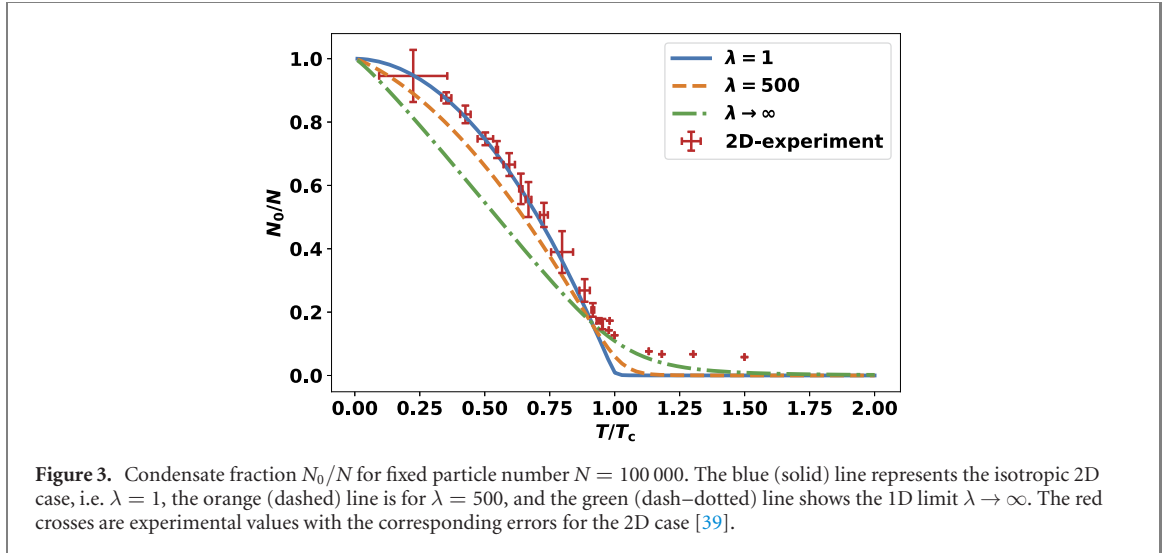 1.0
0.8
0.6
0.4
0.2
0.0
N₀/N
λ = 1
λ = 500
λ → ∞
2D-experiment
0.00 0.25 0.50 0.75 1.00 1.25 1.50 1.75 2.00
T/T_c
Figure 3. Condensate fraction N₀/N for fixed particle number N = 100 000. The blue (solid) line represents the isotropic 2D
case, i.e. λ = 1, the orange (dashed) line is for λ = 500, and the green (dash–dotted) line shows the 1D limit λ → ∞. The red
crosses are experimental values with the corresponding errors for the 2D case [39].